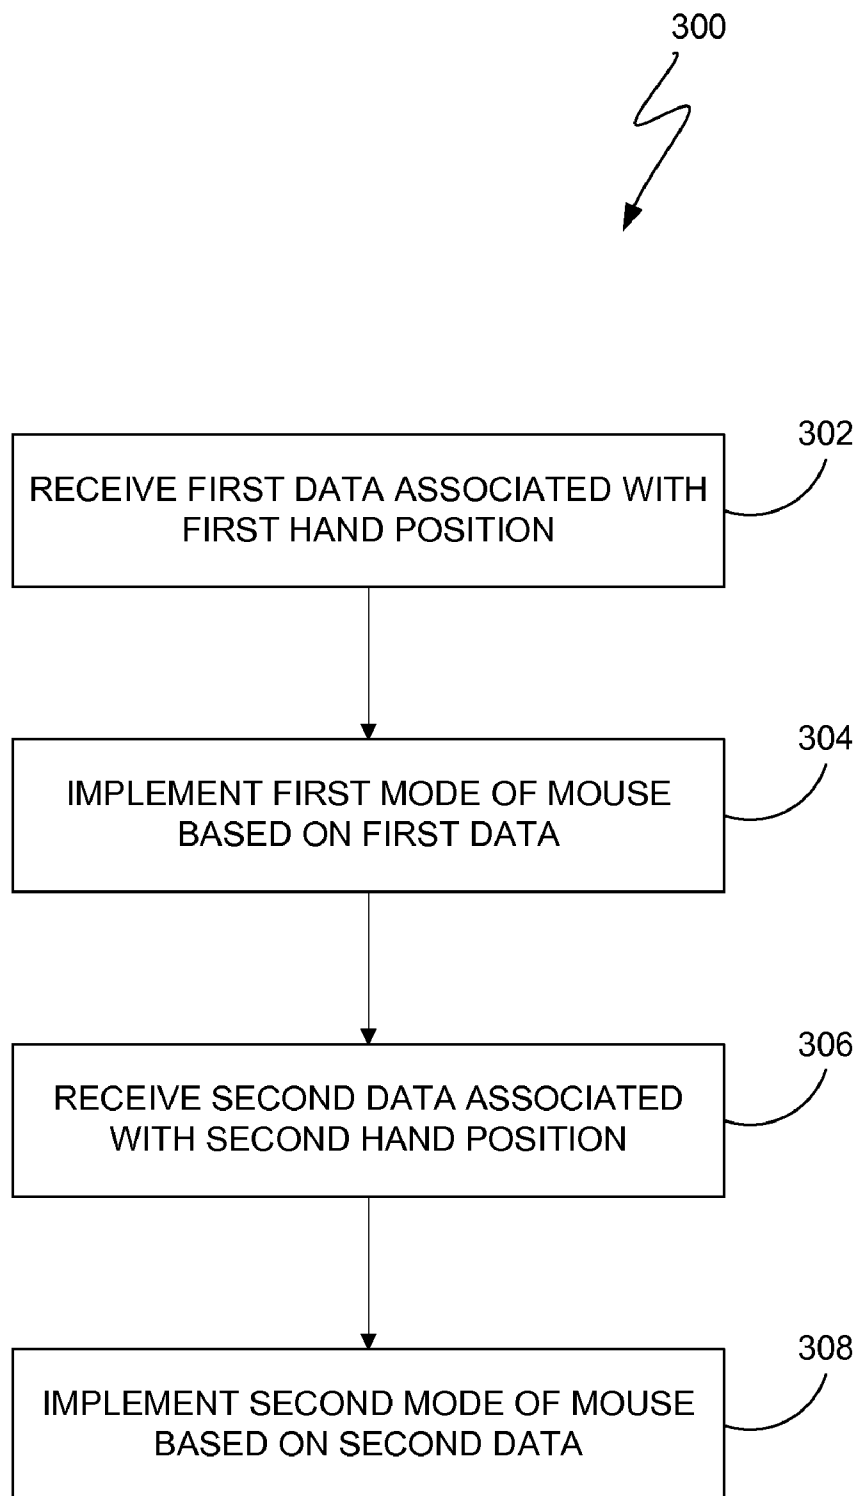 300
302
RECEIVE FIRST DATA ASSOCIATED WITH
FIRST HAND POSITION
304
IMPLEMENT FIRST MODE OF MOUSE
BASED ON FIRST DATA
306
RECEIVE SECOND DATA ASSOCIATED
WITH SECOND HAND POSITION
308
IMPLEMENT SECOND MODE OF MOUSE
BASED ON SECOND DATA